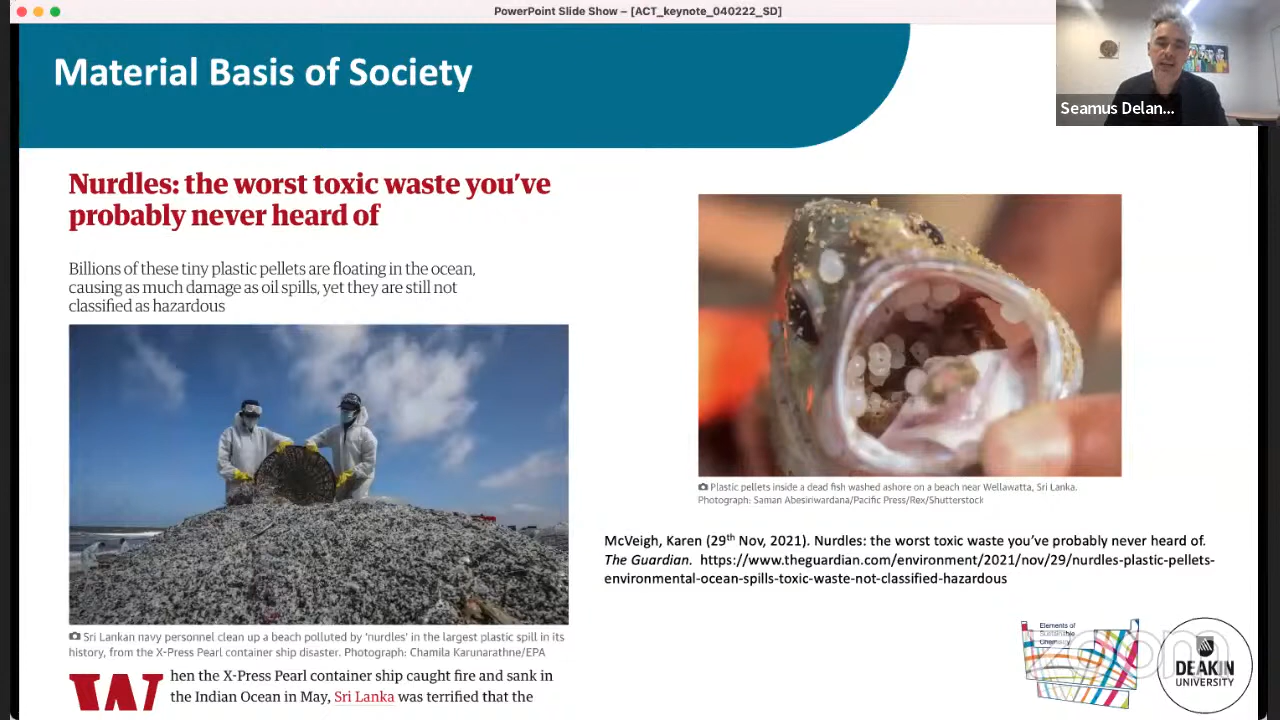 PowerPoint Slide Show – [ACT_keynote_040222_SD]
Material Basis of Society
Seamus Delan...
Nurdles: the worst toxic waste you've
probably never heard of
Billions of these tiny plastic pellets are floating in the ocean,
causing as much damage as oil spills, yet they are still not
classified as hazardous
Sri Lankan navy personnel clean up a beach polluted by 'nurdles' in the largest plastic spill in its
history, from the X-Press Pearl container ship disaster. Photograph: Chamila Karunarathne/EPA
When the X-Press Pearl container ship caught fire and sank in
the Indian Ocean in May, Sri Lanka was terrified that the
Plastic pellets inside a dead fish washed ashore on a beach near Wellawatta, Sri Lanka.
Photograph: Saman Abesiriwardana/Pacific Press/Rex/Shutterstock
McVeigh, Karen (29th Nov, 2021). Nurdles: the worst toxic waste you've probably never heard of.
The Guardian. https://www.theguardian.com/environment/2021/nov/29/nurdles-plastic-pellets-
environmental-ocean-spills-toxic-waste-not-classified-hazardous
Elements of
Sustainable
Chemistry
zoom
DEAKIN
UNIVERSITY